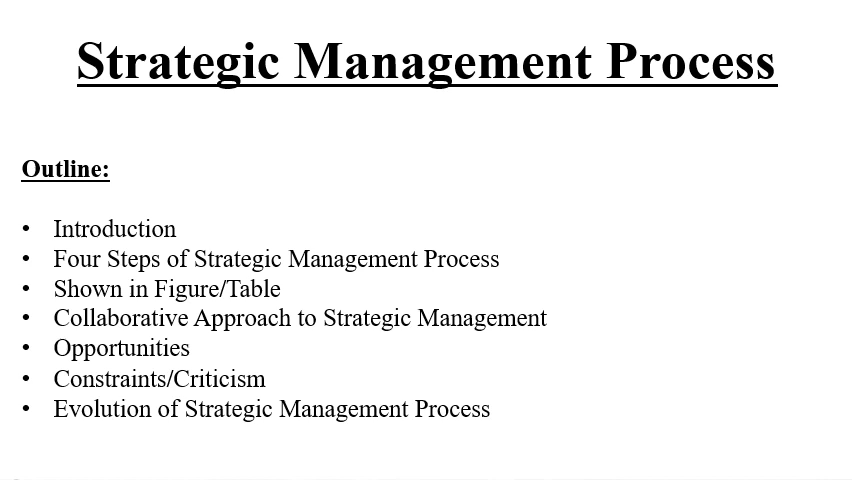 Strategic Management Process
Outline:
• Introduction
• Four Steps of Strategic Management Process
• Shown in Figure/Table
• Collaborative Approach to Strategic Management
• Opportunities
• Constraints/Criticism
• Evolution of Strategic Management Process